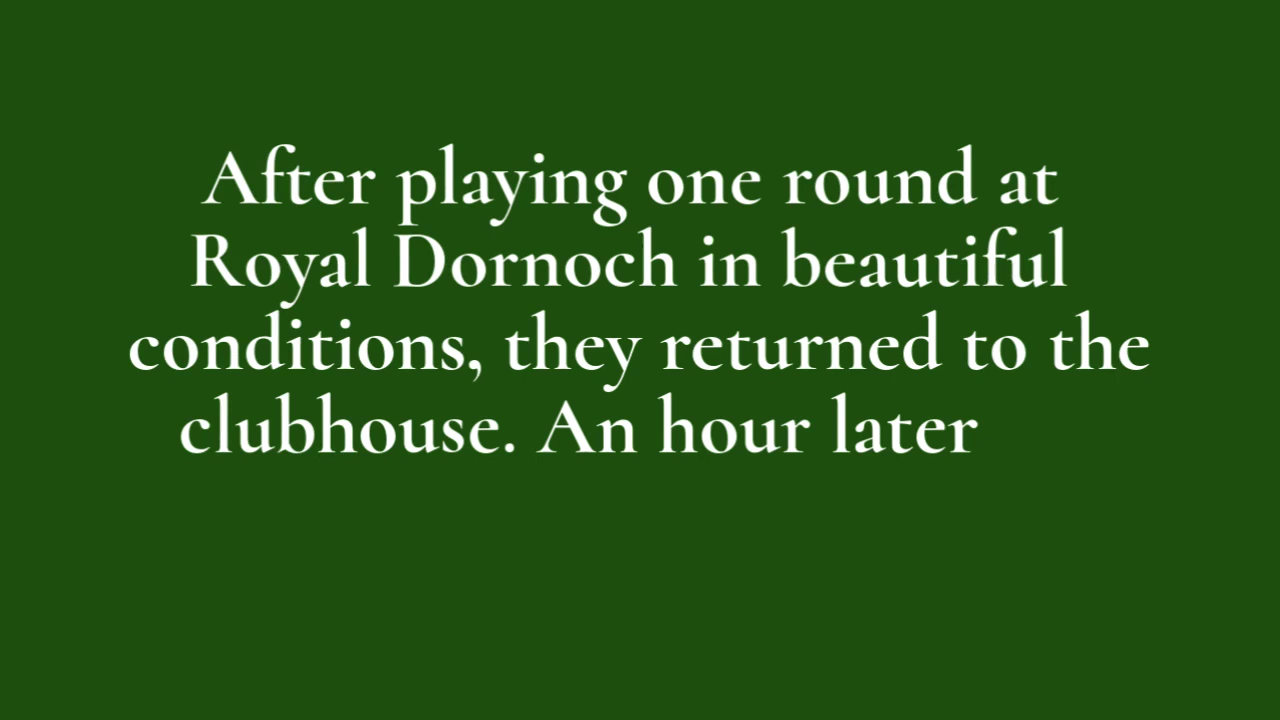 After playing one round at
Royal Dornoch in beautiful
conditions, they returned to the
clubhouse. An hour later